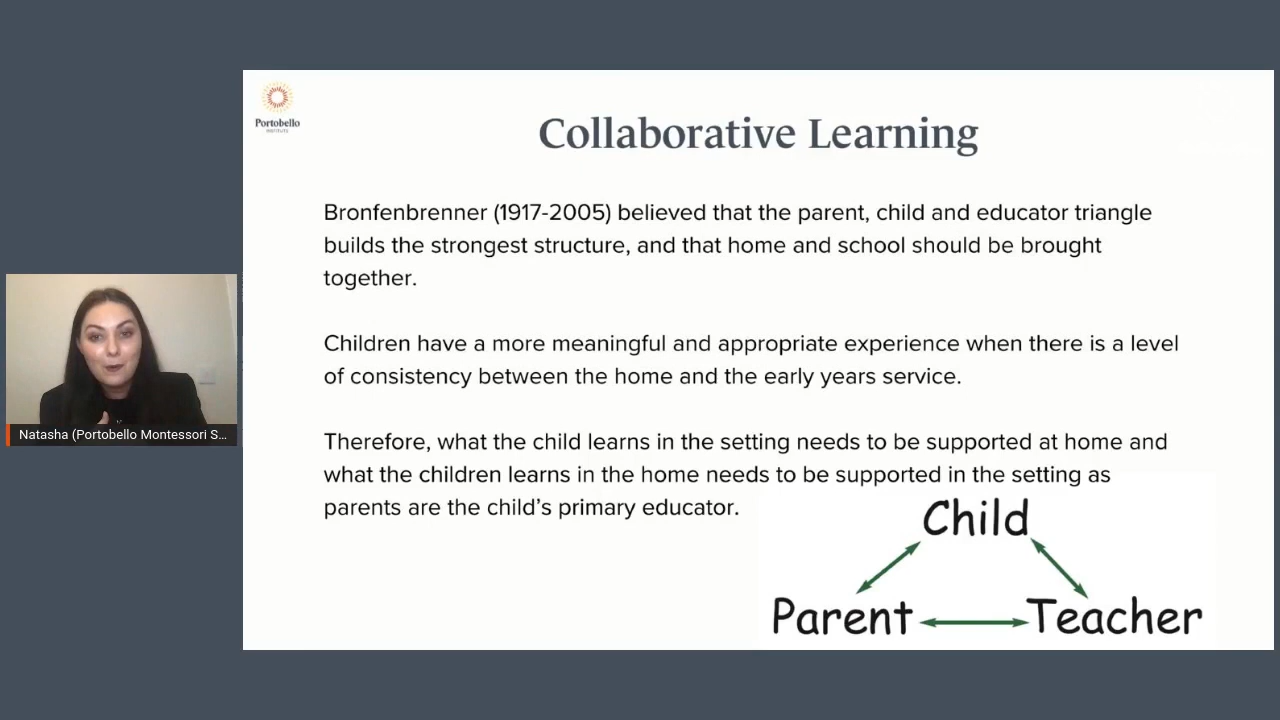 Portobello
INSTITUTE
Collaborative Learning
Bronfenbrenner (1917-2005) believed that the parent, child and educator triangle
builds the strongest structure, and that home and school should be brought
together.
Children have a more meaningful and appropriate experience when there is a level
of consistency between the home and the early years service.
Therefore, what the child learns in the setting needs to be supported at home and
what the children learns in the home needs to be supported in the setting as
parents are the child’s primary educator.
Child
Parent
Teacher
Natasha (Portobello Montessori S...